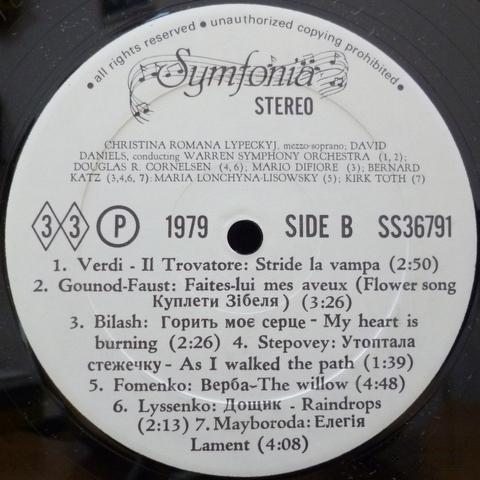 • all rights reserved • unauthorized copying prohibited •
Symfonia
STEREO
CHRISTINA ROMANA LYPECKYJ, mezzo-soprano; DAVID
DANIELS, conducting WARREN SYMPHONY ORCHESTRA (1, 2);
DOUGLAS R. CORNELSEN (4, 6); MARIO DIFIORE (3); BERNARD
KATZ (3,4,6, 7); MARIA LONCHYNA-LISOWSKY (5); KIRK TOTH (7)
33 P 1979 SIDE B SS36791
1. Verdi - Il Trovatore: Stride la vampa (2:50)
2. Gounod-Faust: Faites-lui mes aveux (Flower song
Куплети Зібеля) (3:26)
3. Bilash: Горить моє серце - My heart is
burning (2:26) 4. Stepovey: Утоптала
стежечку - As I walked the path (1:39)
5. Fomenko: Верба-The willow (4:48)
6. Lyssenko: Дощик - Raindrops
(2:13) 7. Mayboroda: Елегія
Lament (4:08)